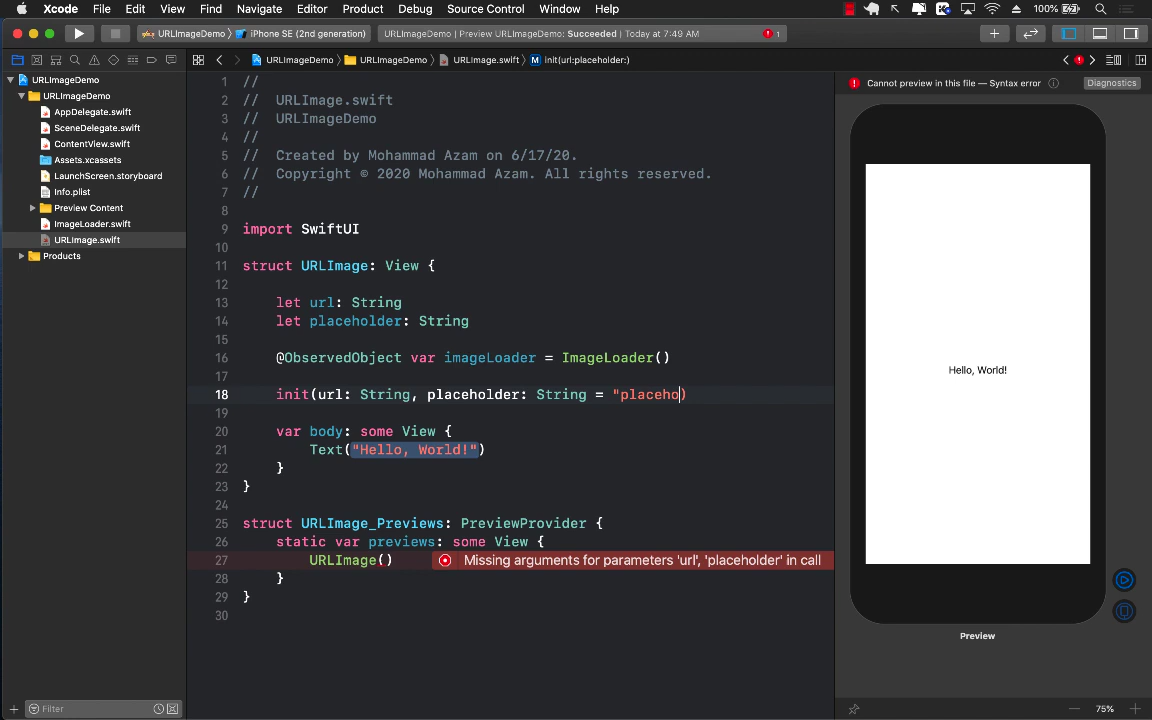 Xcode File Edit View Find Navigate Editor Product Debug Source Control Window Help 100%
URLImageDemo iPhone SE (2nd generation) URLImageDemo | Preview URLImageDemo: Succeeded | Today at 7:49 AM 1
URLImageDemo URLImageDemo URLImage.swift M init(url:placeholder:)
URLImageDemo
URLImageDemo
AppDelegate.swift
SceneDelegate.swift
ContentView.swift
Assets.xcassets
LaunchScreen.storyboard
Info.plist
Preview Content
ImageLoader.swift
URLImage.swift
Products
Filter
1 //
2 // URLImage.swift
3 // URLImageDemo
4 //
5 // Created by Mohammad Azam on 6/17/20.
6 // Copyright © 2020 Mohammad Azam. All rights reserved.
7 //
8
9 import SwiftUI
10
11 struct URLImage: View {
12
13 let url: String
14 let placeholder: String
15
16 @ObservedObject var imageLoader = ImageLoader()
17
18 init(url: String, placeholder: String = "placeho)
19
20 var body: some View {
21 Text("Hello, World!")
22 }
23 }
24
25 struct URLImage_Previews: PreviewProvider {
26 static var previews: some View {
27 URLImage() Missing arguments for parameters 'url', 'placeholder' in call
28 }
29 }
30
Cannot preview in this file — Syntax error Diagnostics
Hello, World!
Preview
75%